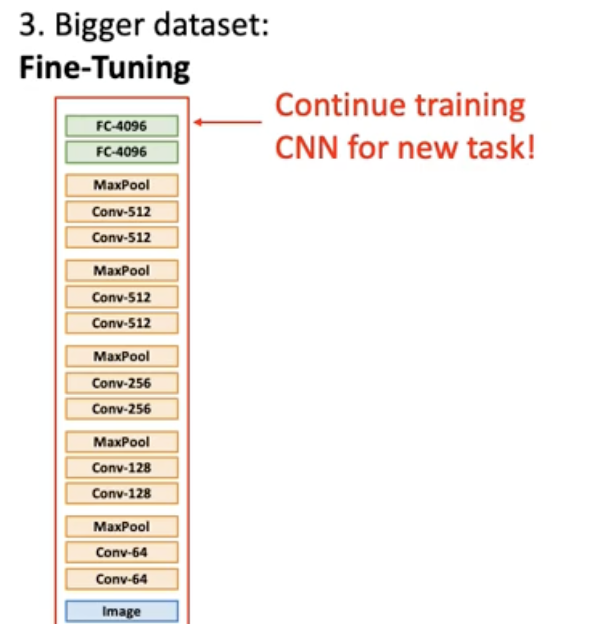 3. Bigger dataset:
Fine-Tuning
Continue training
CNN for new task!
FC-4096
FC-4096
MaxPool
Conv-512
Conv-512
MaxPool
Conv-512
Conv-512
MaxPool
Conv-256
Conv-256
MaxPool
Conv-128
Conv-128
MaxPool
Conv-64
Conv-64
Image